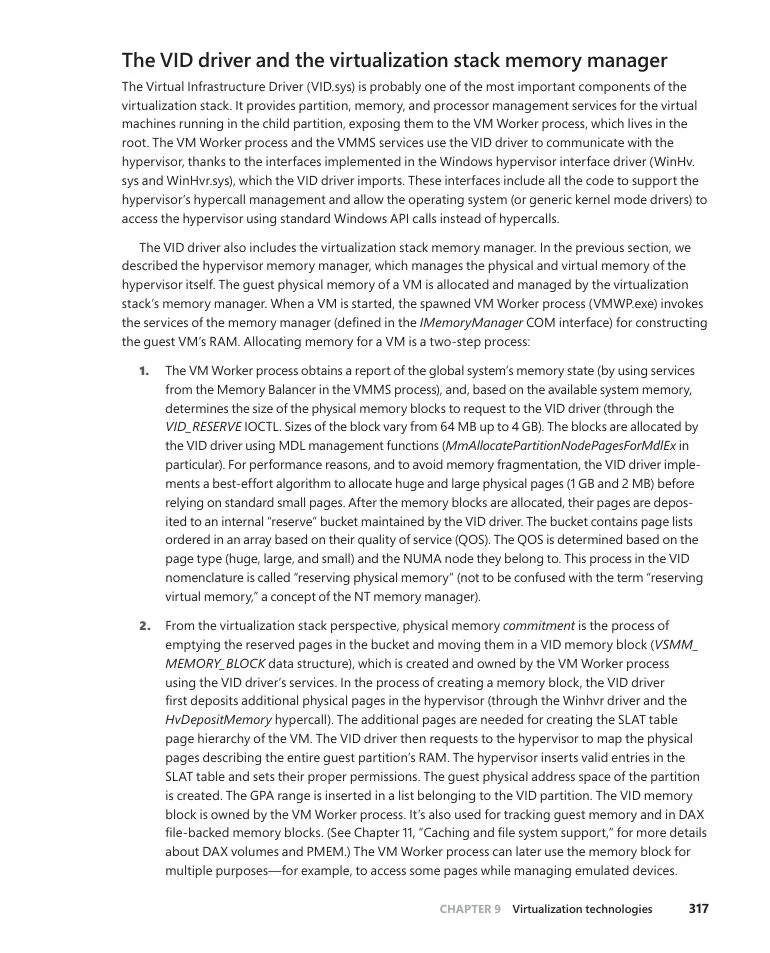 The VID driver and the virtualization stack memory manager
The Virtual Infrastructure Driver (VID.sys) is probably one of the most important components of the
virtualization stack. It provides partition, memory, and processor management services for the virtual
machines running in the child partition, exposing them to the VM Worker process, which lives in the
root. The VM Worker process and the VMMS services use the VID driver to communicate with the
hypervisor, thanks to the interfaces implemented in the Windows hypervisor interface driver (WinHv.
sys and WinHvr.sys), which the VID driver imports. These interfaces include all the code to support the
hypervisor's hypercall management and allow the operating system (or generic kernel mode drivers) to
access the hypervisor using standard Windows API calls instead of hypercalls.
The VID driver also includes the virtualization stack memory manager. In the previous section, we
described the hypervisor memory manager, which manages the physical and virtual memory of the
hypervisor itself. The guest physical memory of a VM is allocated and managed by the virtualization
stack's memory manager. When a VM is started, the spawned VM Worker process (VMWP.exe) invokes
the services of the memory manager (defined in the IMemoryManager COM interface) for constructing
the guest VM's RAM. Allocating memory for a VM is a two-step process:
1. The VM Worker process obtains a report of the global system's memory state (by using services
from the Memory Balancer in the VMMS process), and, based on the available system memory,
determines the size of the physical memory blocks to request to the VID driver (through the
VID_RESERVE IOCTL. Sizes of the block vary from 64 MB up to 4 GB). The blocks are allocated by
the VID driver using MDL management functions (MmAllocatePartitionNodePagesForMdlEx in
particular). For performance reasons, and to avoid memory fragmentation, the VID driver imple-
ments a best-effort algorithm to allocate huge and large physical pages (1 GB and 2 MB) before
relying on standard small pages. After the memory blocks are allocated, their pages are depos-
ited to an internal “reserve” bucket maintained by the VID driver. The bucket contains page lists
ordered in an array based on their quality of service (QOS). The QOS is determined based on the
page type (huge, large, and small) and the NUMA node they belong to. This process in the VID
nomenclature is called “reserving physical memory” (not to be confused with the term “reserving
virtual memory,” a concept of the NT memory manager).
2. From the virtualization stack perspective, physical memory commitment is the process of
emptying the reserved pages in the bucket and moving them in a VID memory block (VSMM_
MEMORY_BLOCK data structure), which is created and owned by the VM Worker process
using the VID driver's services. In the process of creating a memory block, the VID driver
first deposits additional physical pages in the hypervisor (through the Winhvr driver and the
HvDepositMemory hypercall). The additional pages are needed for creating the SLAT table
page hierarchy of the VM. The VID driver then requests to the hypervisor to map the physical
pages describing the entire guest partition's RAM. The hypervisor inserts valid entries in the
SLAT table and sets their proper permissions. The guest physical address space of the partition
is created. The GPA range is inserted in a list belonging to the VID partition. The VID memory
block is owned by the VM Worker process. It's also used for tracking guest memory and in DAX
file-backed memory blocks. (See Chapter 11, “Caching and file system support,” for more details
about DAX volumes and PMEM.) The VM Worker process can later use the memory block for
multiple purposes—for example, to access some pages while managing emulated devices.
CHAPTER 9 Virtualization technologies 317